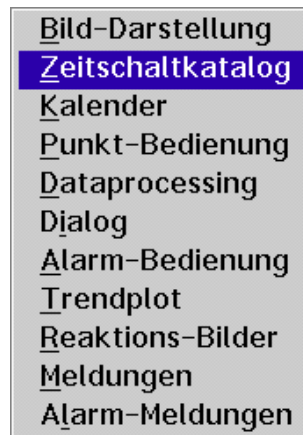 Bild-Darstellung
Zeitschaltkatalog
Kalender
Punkt-Bedienung
Dataprocessing
Dialog
Alarm-Bedienung
Trendplot
Reaktions-Bilder
Meldungen
Alarm-Meldungen